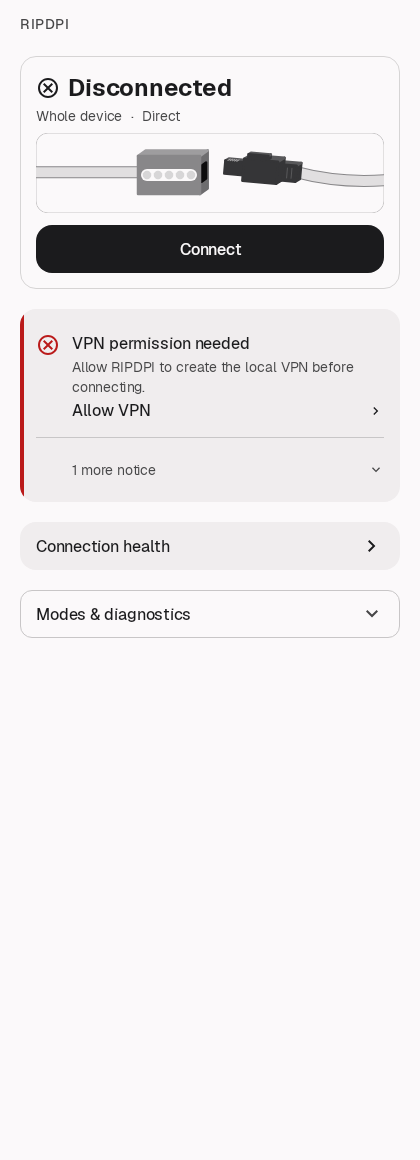 RIPDPI
Disconnected
Whole device · Direct
Connect
VPN permission needed
Allow RIPDPI to create the local VPN before
connecting.
Allow VPN
1 more notice
Connection health
Modes & diagnostics